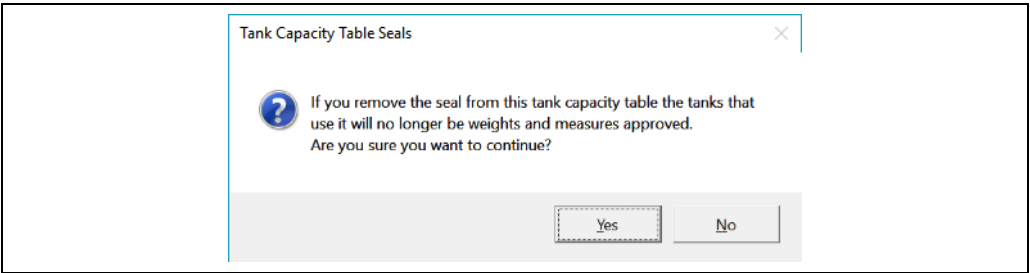 Tank Capacity Table Seals
If you remove the seal from this tank capacity table the tanks that
use it will no longer be weights and measures approved.
Are you sure you want to continue?
Yes
No